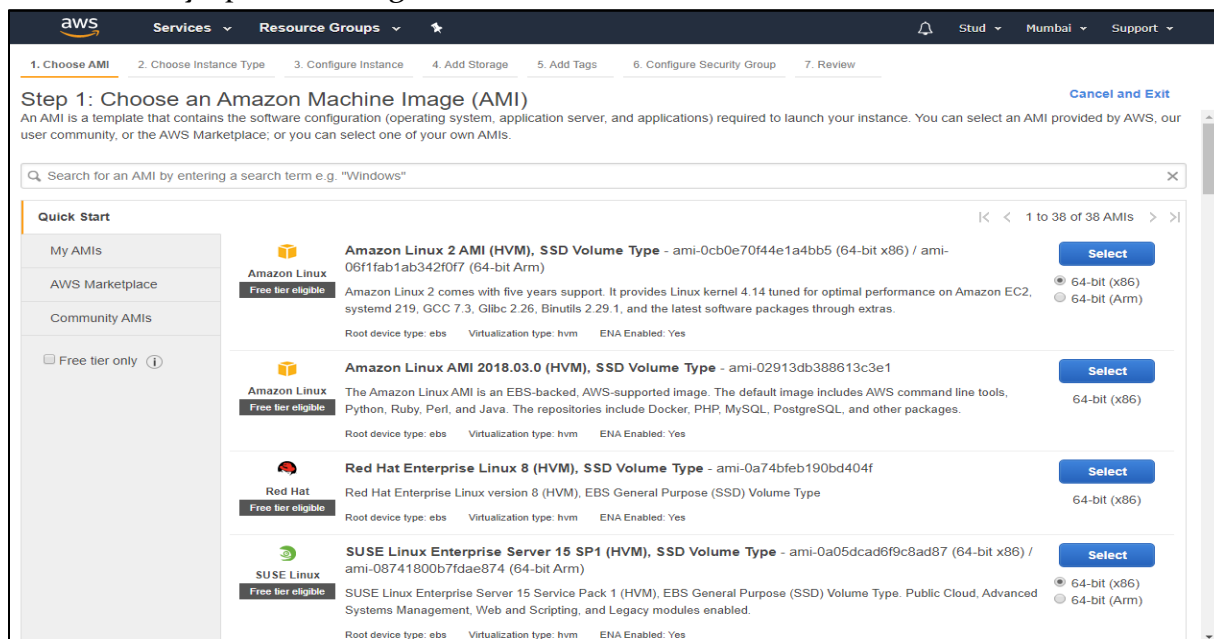 aws Services Resource Groups Stud Mumbai Support
1. Choose AMI 2. Choose Instance Type 3. Configure Instance 4. Add Storage 5. Add Tags 6. Configure Security Group 7. Review
Step 1: Choose an Amazon Machine Image (AMI)
Cancel and Exit
An AMI is a template that contains the software configuration (operating system, application server, and applications) required to launch your instance. You can select an AMI provided by AWS, our
user community, or the AWS Marketplace; or you can select one of your own AMIs.
Search for an AMI by entering a search term e.g. "Windows"
Quick Start
My AMIs
AWS Marketplace
Community AMIs
Free tier only
1 to 38 of 38 AMIs
Amazon Linux
Free tier eligible
Amazon Linux 2 AMI (HVM), SSD Volume Type - ami-0cb0e70f44e1a4bb5 (64-bit x86) / ami-
06f1fab1ab342f0f7 (64-bit Arm)
Amazon Linux 2 comes with five years support. It provides Linux kernel 4.14 tuned for optimal performance on Amazon EC2,
systemd 219, GCC 7.3, Glibc 2.26, Binutils 2.29.1, and the latest software packages through extras.
Root device type: ebs Virtualization type: hvm ENA Enabled: Yes
Select
64-bit (x86)
64-bit (Arm)
Amazon Linux
Free tier eligible
Amazon Linux AMI 2018.03.0 (HVM), SSD Volume Type - ami-02913db388613c3e1
The Amazon Linux AMI is an EBS-backed, AWS-supported image. The default image includes AWS command line tools,
Python, Ruby, Perl, and Java. The repositories include Docker, PHP, MySQL, PostgreSQL, and other packages.
Root device type: ebs Virtualization type: hvm ENA Enabled: Yes
Select
64-bit (x86)
Red Hat
Free tier eligible
Red Hat Enterprise Linux 8 (HVM), SSD Volume Type - ami-0a74bfeb190bd404f
Red Hat Enterprise Linux version 8 (HVM), EBS General Purpose (SSD) Volume Type
Root device type: ebs Virtualization type: hvm ENA Enabled: Yes
Select
64-bit (x86)
SUSE Linux
Free tier eligible
SUSE Linux Enterprise Server 15 SP1 (HVM), SSD Volume Type - ami-0a05dcad6f9c8ad87 (64-bit x86) /
ami-08741800b7fdae874 (64-bit Arm)
SUSE Linux Enterprise Server 15 Service Pack 1 (HVM), EBS General Purpose (SSD) Volume Type. Public Cloud, Advanced
Systems Management, Web and Scripting, and Legacy modules enabled.
Root device type: ebs Virtualization type: hvm ENA Enabled: Yes
Select
64-bit (x86)
64-bit (Arm)